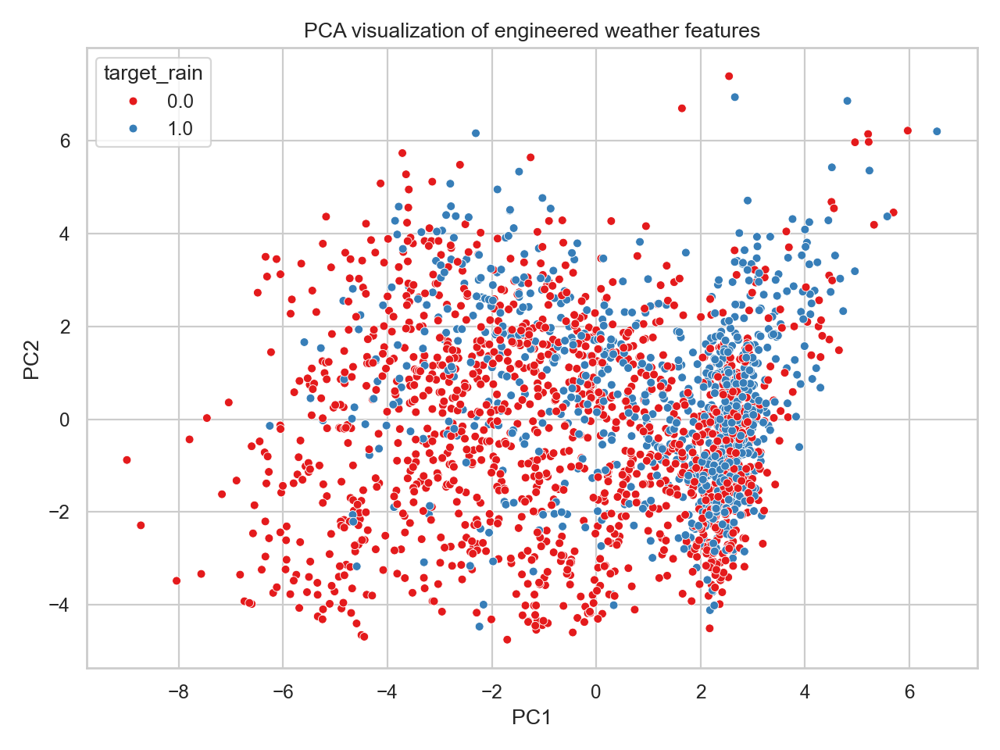 PCA visualization of engineered weather features
target_rain
0.0
1.0
6
4
2
0
−2
−4
PC2
−8 −6 −4 −2 0 2 4 6
PC1